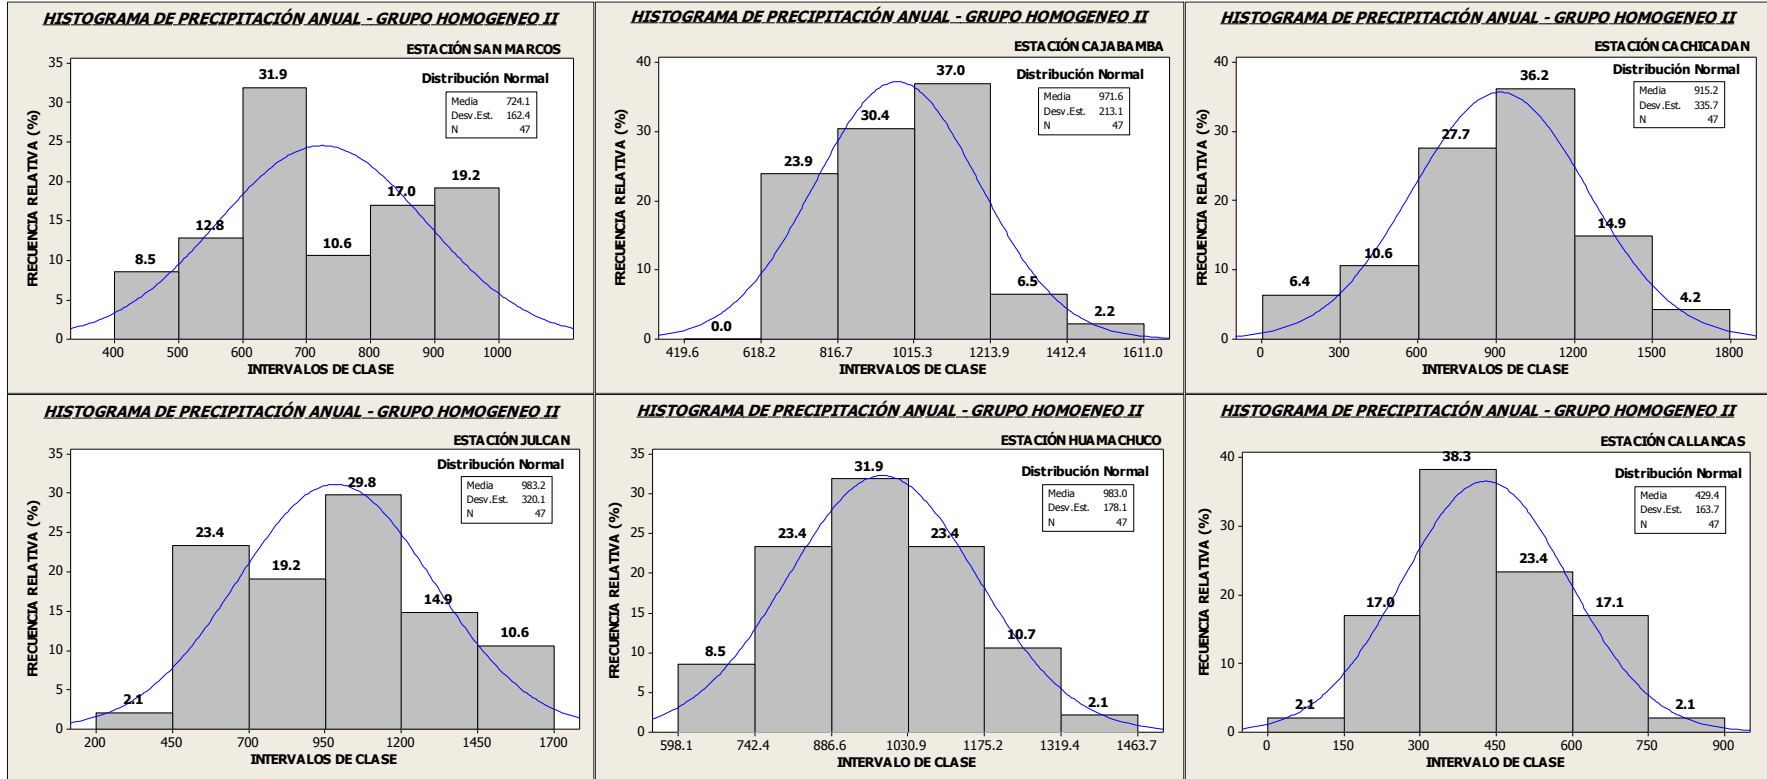 HISTOGRAMA DE PRECIPITACIÓN ANUAL - GRUPO HOMOGENEO II
ESTACIÓN SAN MARCOS
Distribución Normal
Media 724.1
Desv.Est. 162.4
N 47
FRECUENCIA RELATIVA (%)
35
30
25
20
15
10
5
0
8.5
12.8
31.9
10.6
17.0
19.2
400 500 600 700 800 900 1000
INTERVALOS DE CLASE
HISTOGRAMA DE PRECIPITACIÓN ANUAL - GRUPO HOMOGENEO II
ESTACIÓN CAJABAMBA
Distribución Normal
Media 971.6
Desv.Est. 213.1
N 47
FRECUENCIA RELATIVA (%)
40
30
20
10
0
0.0
23.9
30.4
37.0
6.5
2.2
419.6 618.2 816.7 1015.3 1213.9 1412.4 1611.0
INTERVALOS DE CLASE
HISTOGRAMA DE PRECIPITACIÓN ANUAL - GRUPO HOMOGENEO II
ESTACIÓN CACHICADAN
Distribución Normal
Media 915.2
Desv.Est. 335.7
N 47
FRECUENCIA RELATIVA (%)
40
30
20
10
0
6.4
10.6
27.7
36.2
14.9
4.2
0 300 600 900 1200 1500 1800
INTERVALOS DE CLASE
HISTOGRAMA DE PRECIPITACIÓN ANUAL - GRUPO HOMOGENEO II
ESTACIÓN JULCAN
Distribución Normal
Media 983.2
Desv.Est. 320.1
N 47
FRECUENCIA RELATIVA (%)
35
30
25
20
15
10
5
0
2.1
23.4
19.2
29.8
14.9
10.6
200 450 700 950 1200 1450 1700
INTERVALOS DE CLASE
HISTOGRAMA DE PRECIPITACIÓN ANUAL - GRUPO HOMOENEO II
ESTACIÓN HUAMACHUCO
Distribución Normal
Media 983.0
Desv.Est. 178.1
N 47
FRECUENCIA RELATIVA (%)
35
30
25
20
15
10
5
0
8.5
23.4
31.9
23.4
10.7
2.1
598.1 742.4 886.6 1030.9 1175.2 1319.4 1463.7
INTERVALO DE CLASE
HISTOGRAMA DE PRECIPITACIÓN ANUAL - GRUPO HOMOGENEO II
ESTACIÓN CALLANCAS
Distribución Normal
Media 429.4
Desv.Est. 163.7
N 47
FECUENCIA RELATIVA (%)
40
30
20
10
0
2.1
17.0
38.3
23.4
17.1
2.1
0 150 300 450 600 750 900
INTERVALO DE CLASE